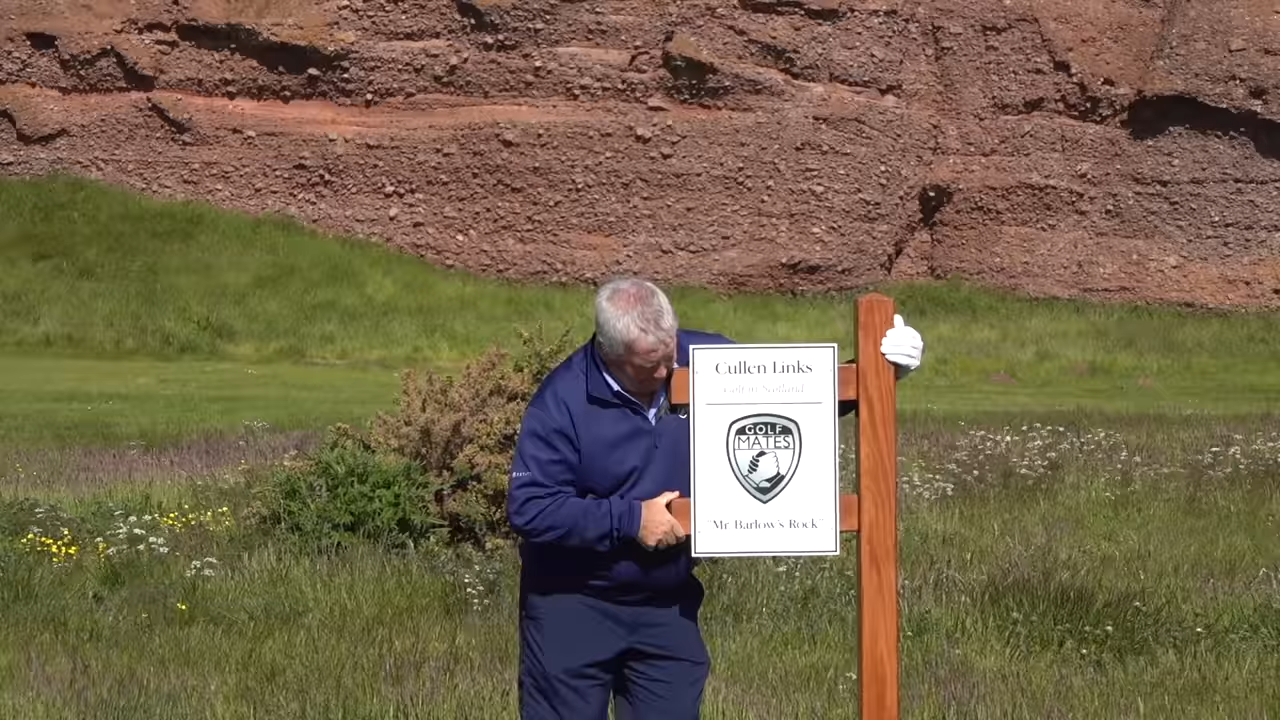 Cullen Links
Golf in Scotland
GOLF
MATES
"Mr Barlow's Rock"